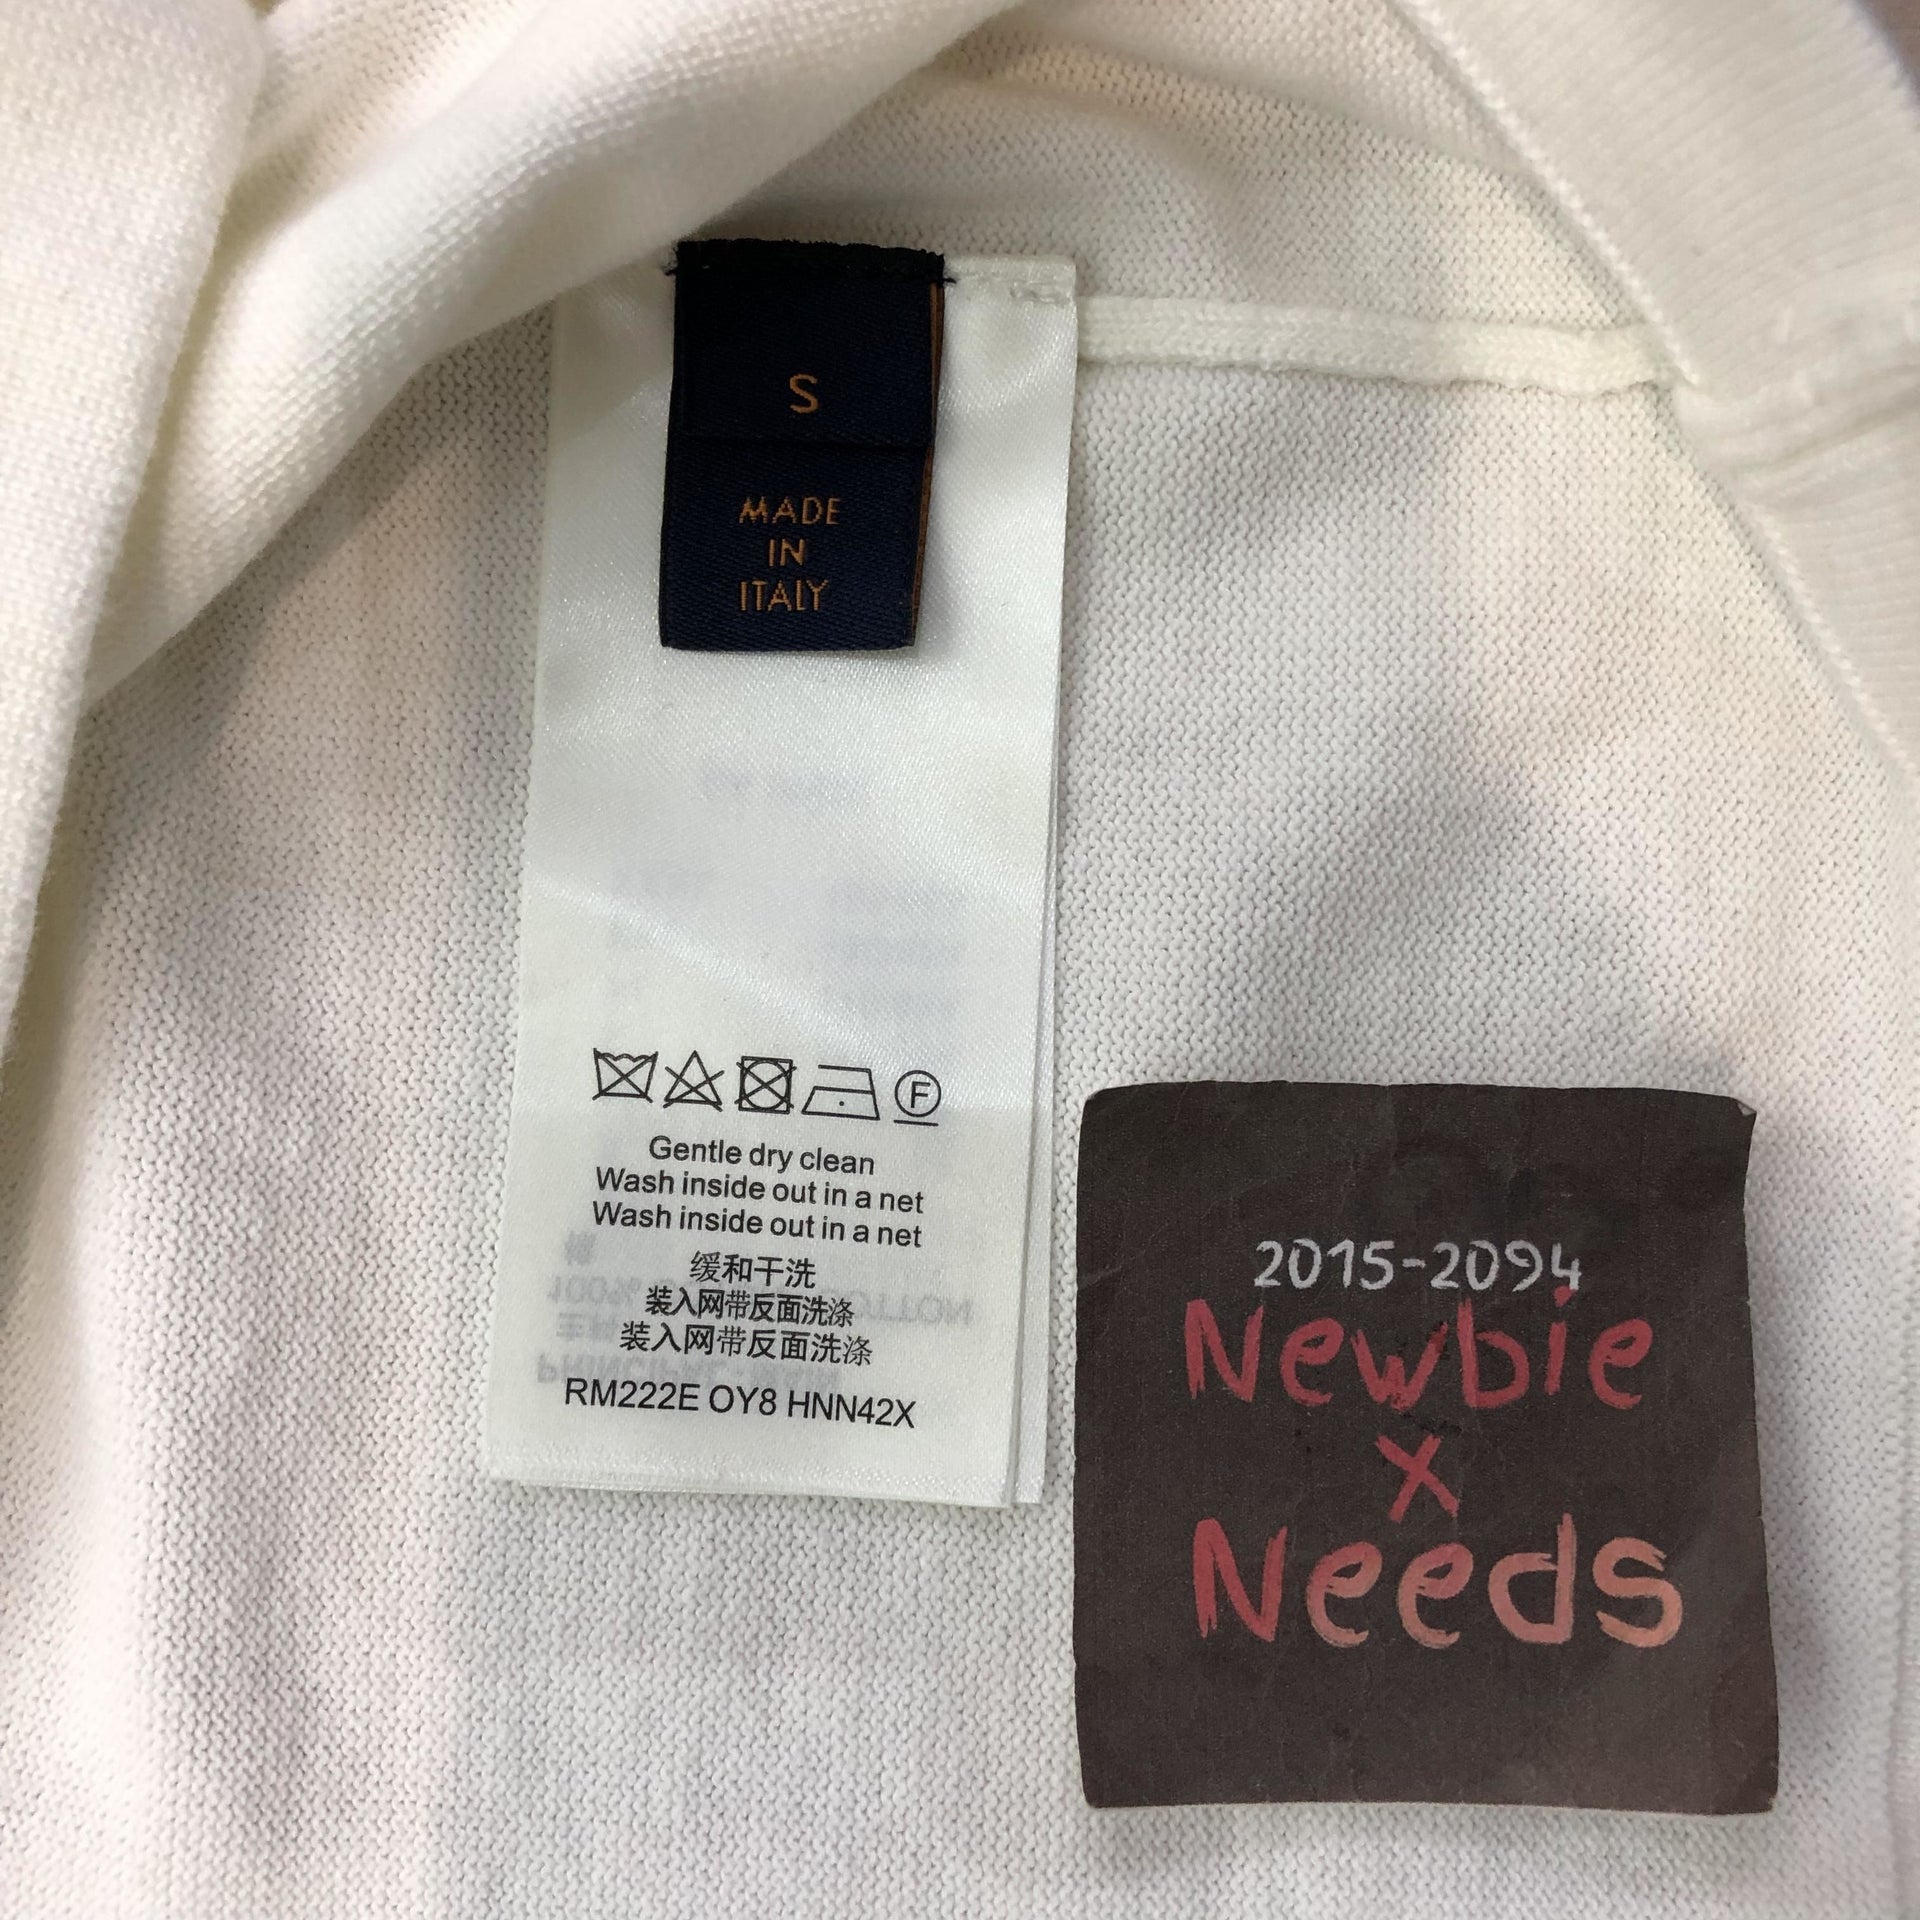 S
MADE
IN
ITALY
F
Gentle dry clean
Wash inside out in a net
Wash inside out in a net
缓和干洗
装入网带反面洗涤
装入网带反面洗涤
RM222E OY8 HNN42X
2015-2094
Newbie
x
Needs